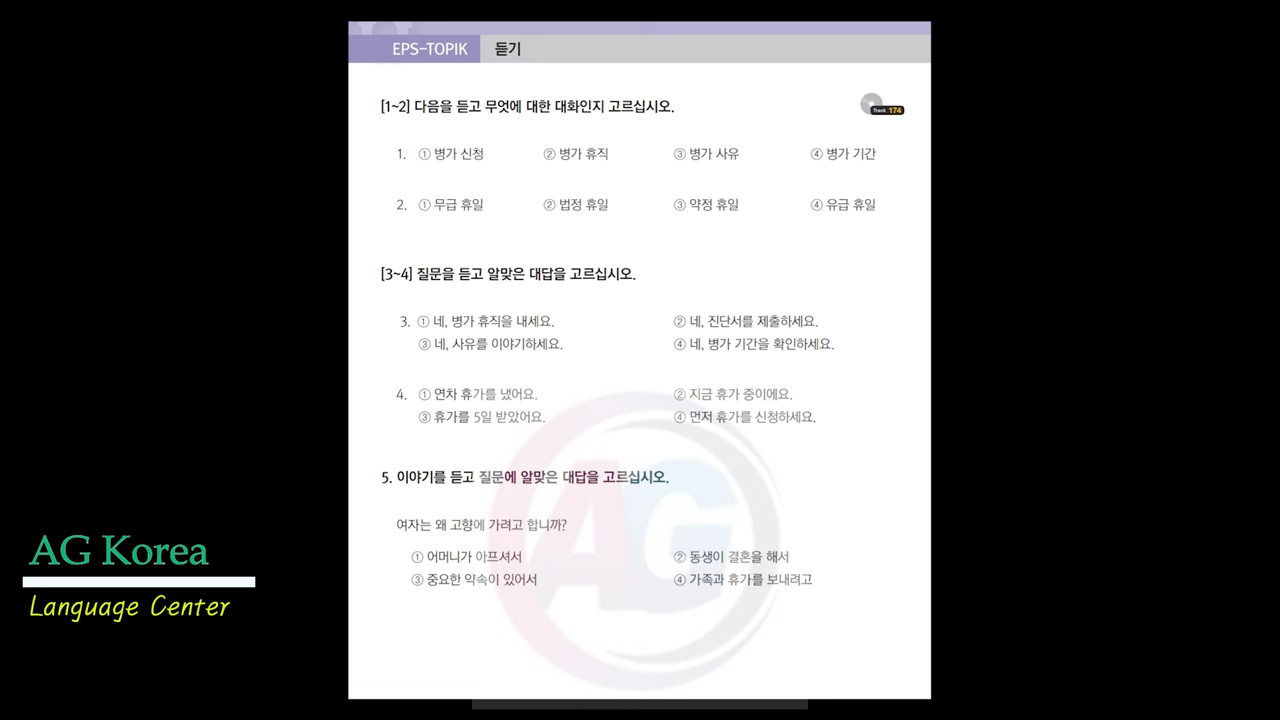 EPS-TOPIK 듣기
[1~2] 다음을 듣고 무엇에 대한 대화인지 고르십시오.
Track 174
1. ① 병가 신청 ② 병가 휴직 ③ 병가 사유 ④ 병가 기간
2. ① 무급 휴일 ② 법정 휴일 ③ 약정 휴일 ④ 유급 휴일
[3~4] 질문을 듣고 알맞은 대답을 고르십시오.
3. ① 네, 병가 휴직을 내세요. ② 네, 진단서를 제출하세요.
③ 네, 사유를 이야기하세요. ④ 네, 병가 기간을 확인하세요.
4. ① 연차 휴가를 냈어요. ② 지금 휴가 중이에요.
③ 휴가를 5일 받았어요. ④ 먼저 휴가를 신청하세요.
5. 이야기를 듣고 질문에 알맞은 대답을 고르십시오.
여자는 왜 고향에 가려고 합니까?
① 어머니가 아프셔서 ② 동생이 결혼을 해서
③ 중요한 약속이 있어서 ④ 가족과 휴가를 보내려고
AG
AG Korea
Language Center